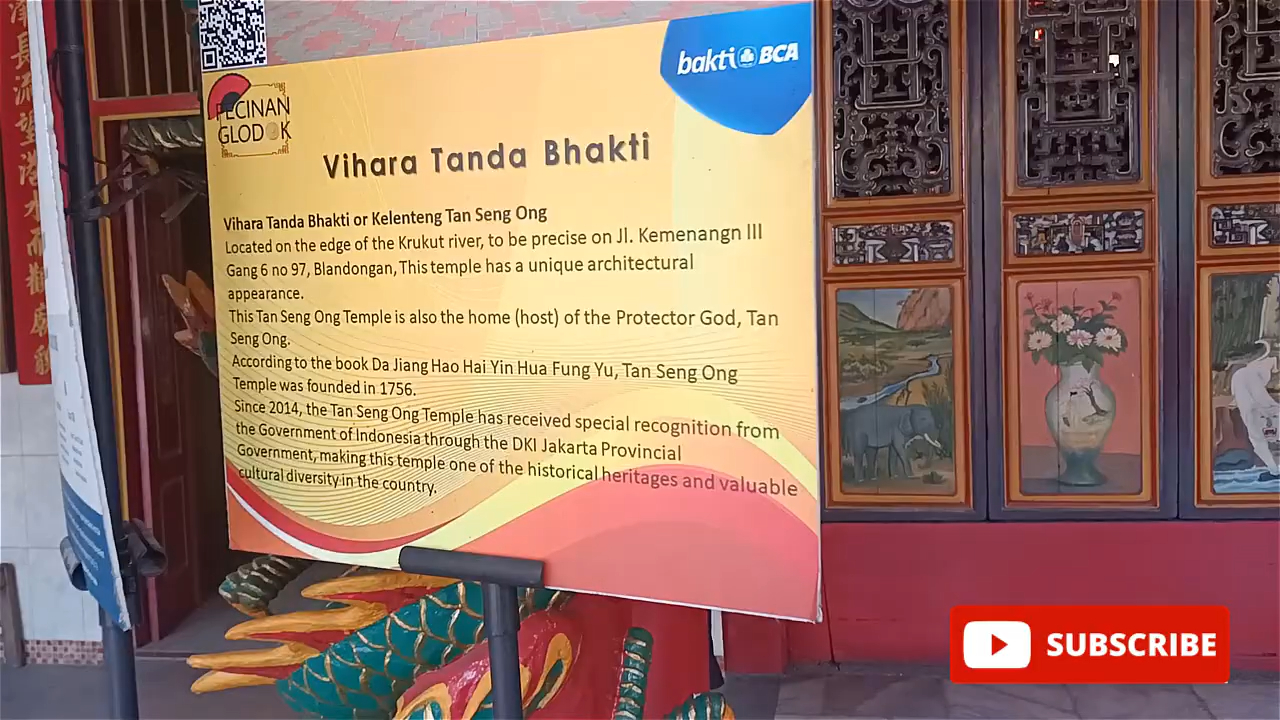 bakti BCA
PECINAN
GLODOK
Vihara Tanda Bhakti
Vihara Tanda Bhakti or Kelenteng Tan Seng Ong
Located on the edge of the Krukut river, to be precise on Jl. Kemenangn III
Gang 6 no 97, Blandongan, This temple has a unique architectural
appearance.
This Tan Seng Ong Temple is also the home (host) of the Protector God, Tan
Seng Ong.
According to the book Da Jiang Hao Hai Yin Hua Fung Yu, Tan Seng Ong
Temple was founded in 1756.
Since 2014, the Tan Seng Ong Temple has received special recognition from
the Government of Indonesia through the DKI Jakarta Provincial
Government, making this temple one of the historical heritages and valuable
cultural diversity in the country.
長
望
水而觀
SUBSCRIBE